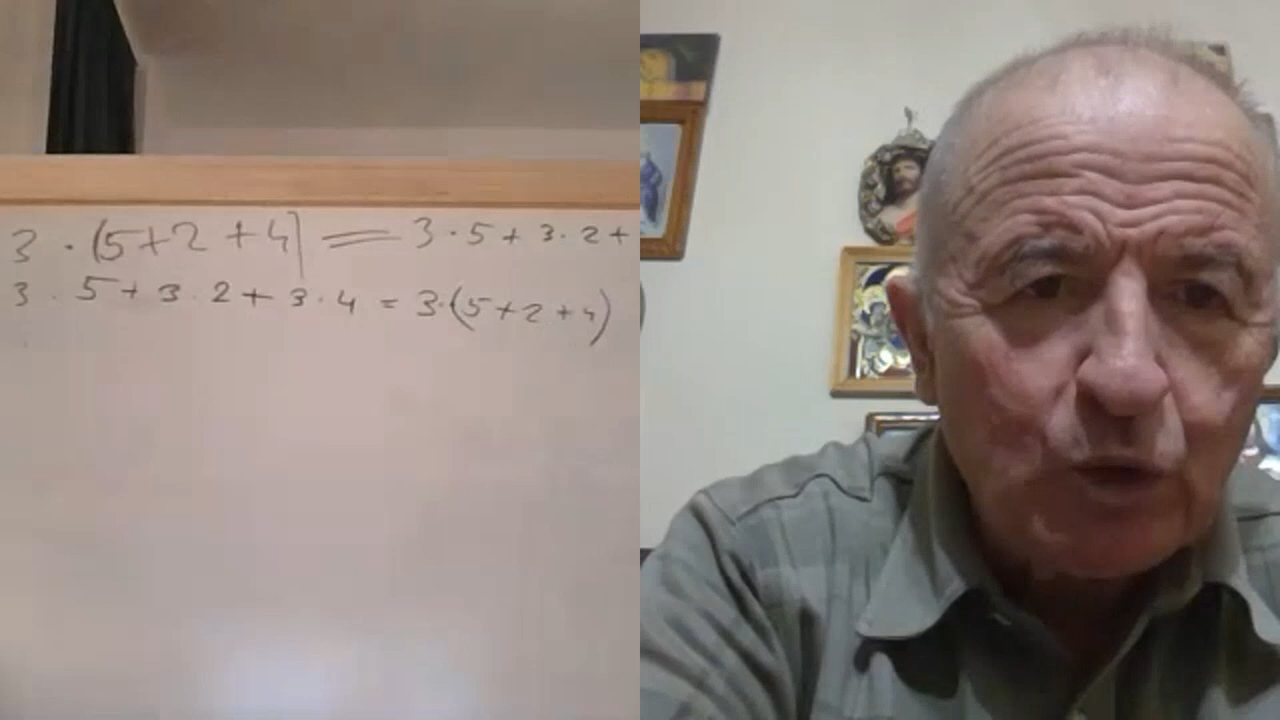 3 · (5+2+4) = 3·5+3·2+
3 · 5+3·2+3·4 = 3·(5+2+4)